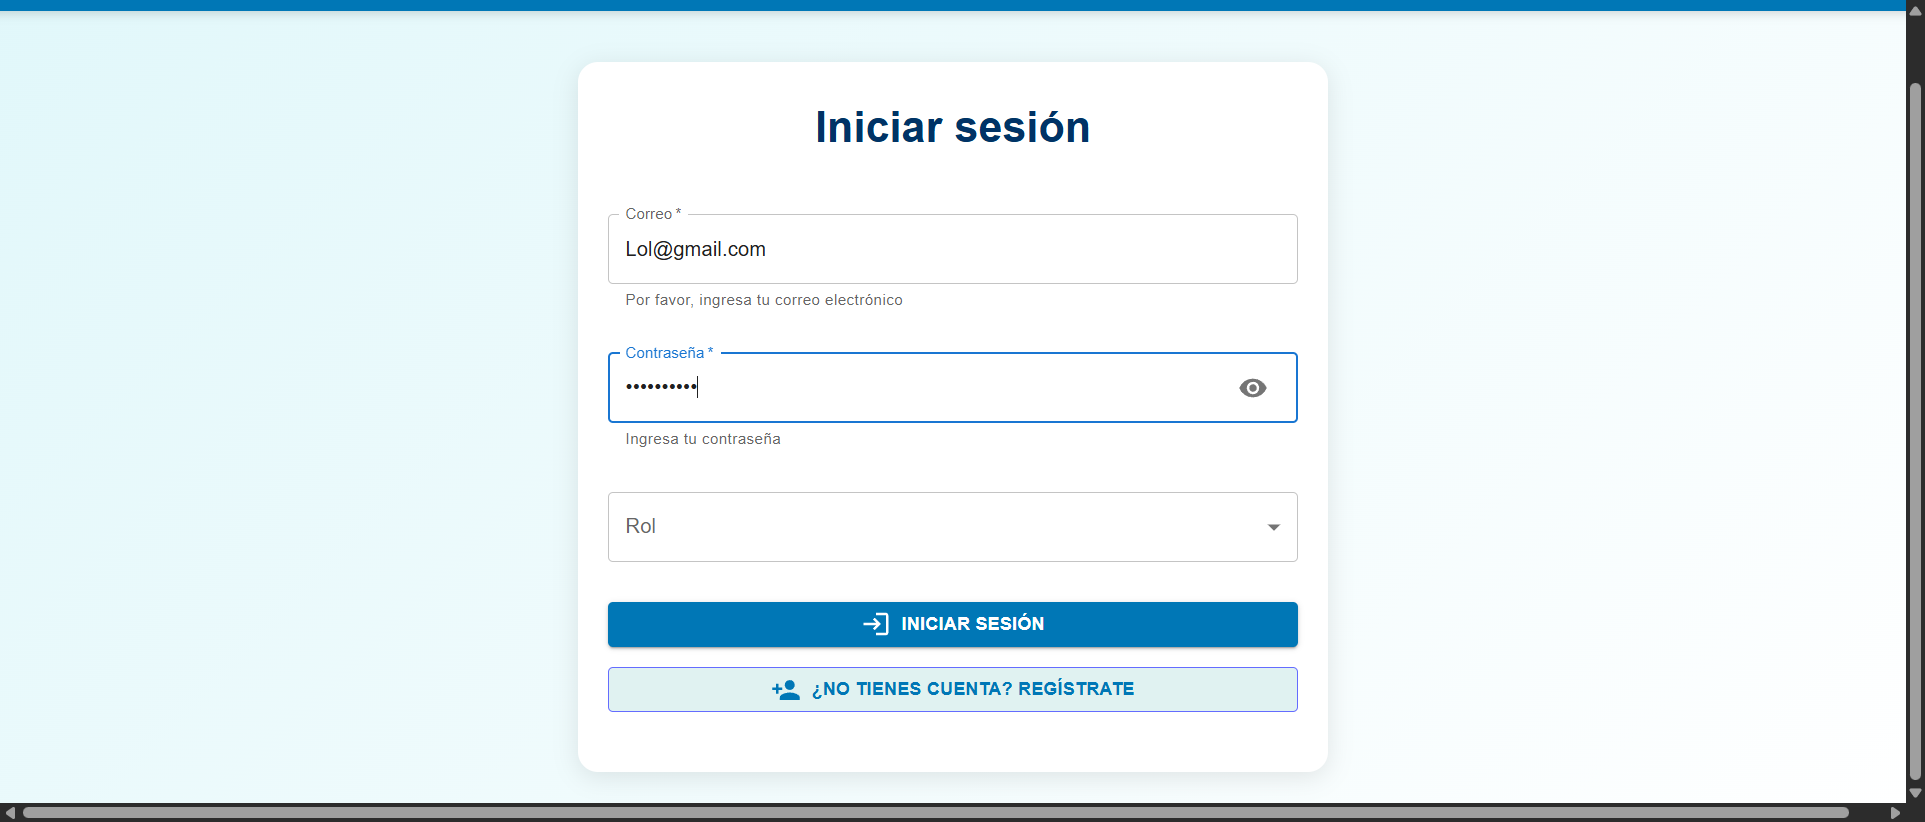 Iniciar sesión
Correo *
Lol@gmail.com
Por favor, ingresa tu correo electrónico
Contraseña *
••••••••••
Ingresa tu contraseña
Rol
INICIAR SESIÓN
¿NO TIENES CUENTA? REGÍSTRATE